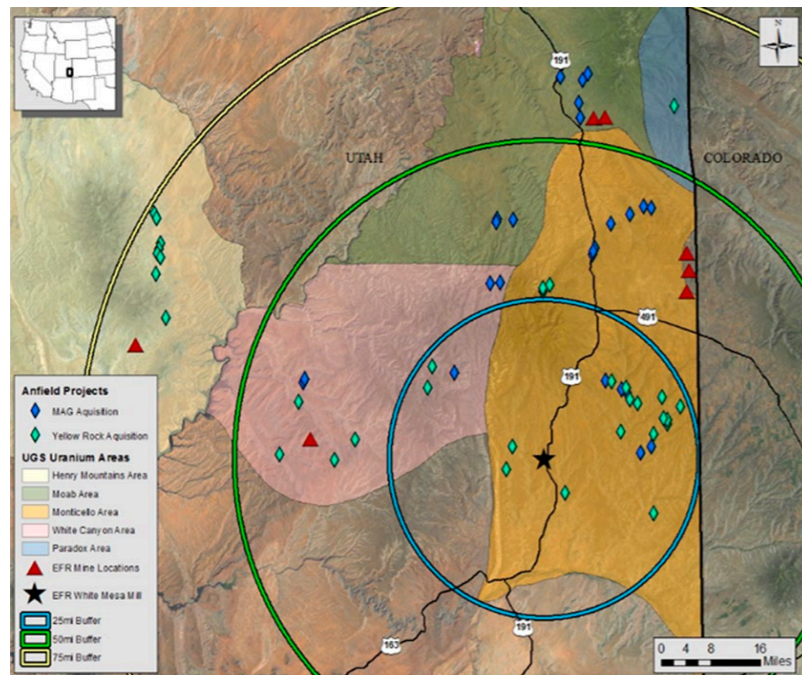 N
191
UTAH
COLORADO
491
191
Anfield Projects
MAG Aquisition
Yellow Rock Aquisition
UGS Uranium Areas
Henry Mountains Area
Moab Area
Monticello Area
White Canyon Area
Paradox Area
EFR Mine Locations
EFR White Mesa Mill
25mi Buffer
50mi Buffer
75mi Buffer
163
191
0 4 8 16
Miles